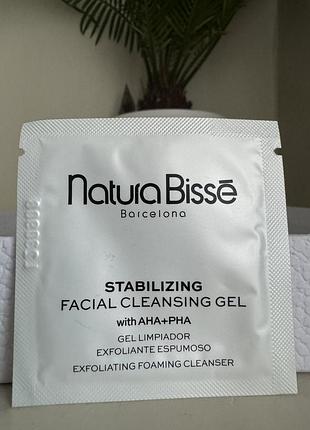 Natura Bissé
Barcelona
STABILIZING
FACIAL CLEANSING GEL
with AHA+PHA
GEL LIMPIADOR
EXFOLIANTE ESPUMOSO
EXFOLIATING FOAMING CLEANSER